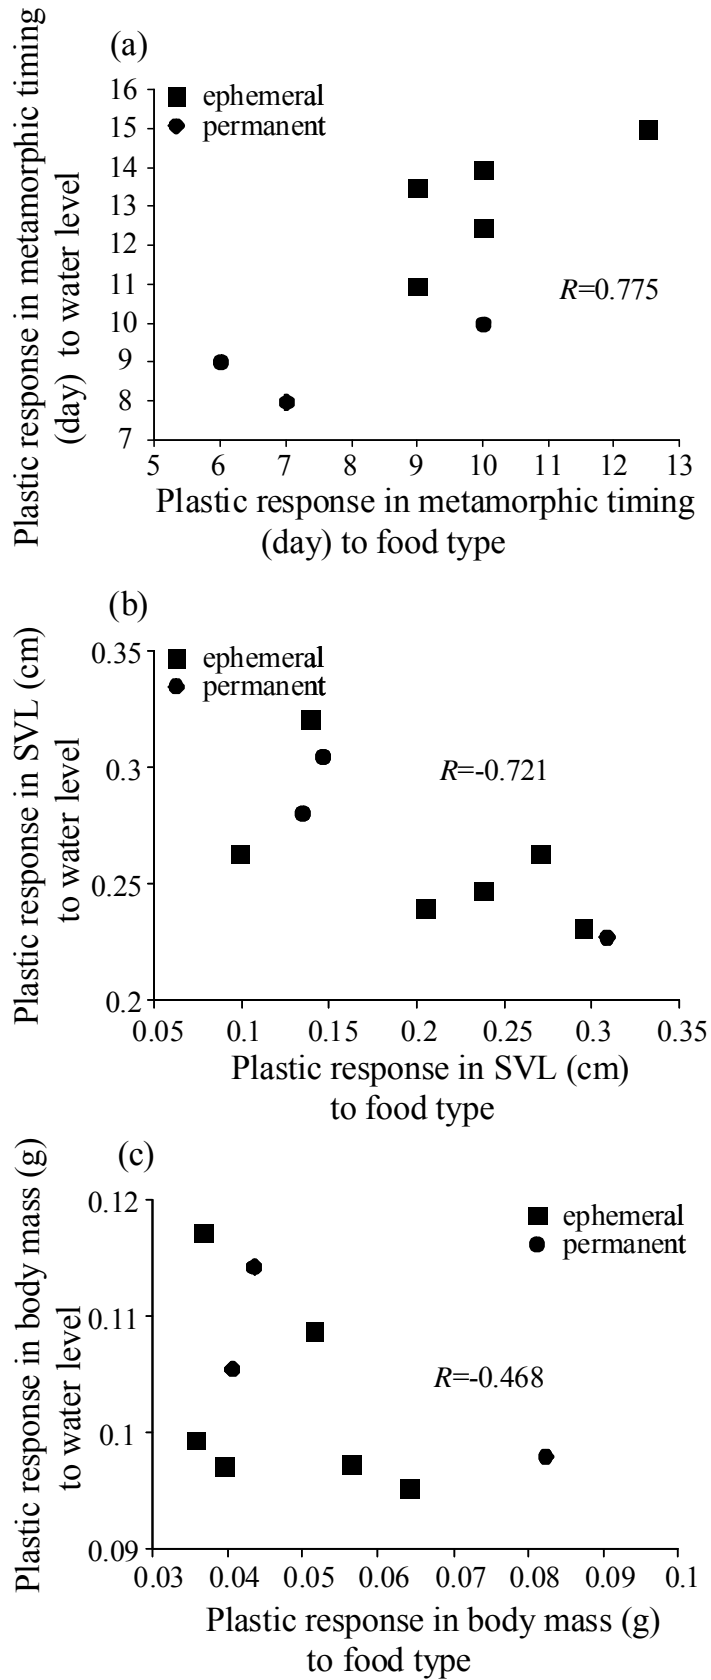 (a)
Plastic response in metamorphic timing
(day) to water level
16
15
14
13
12
11
10
9
8
7
ephemeral
permanent
R=0.775
5 6 7 8 9 10 11 12 13
Plastic response in metamorphic timing
(day) to food type
(b)
Plastic response in SVL (cm)
to water level
0.35
0.3
0.25
0.2
ephemeral
permanent
R=-0.721
0.05 0.1 0.15 0.2 0.25 0.3 0.35
Plastic response in SVL (cm)
to food type
(c)
Plastic response in body mass (g)
to water level
0.12
0.11
0.1
0.09
ephemeral
permanent
R=-0.468
0.03 0.04 0.05 0.06 0.07 0.08 0.09 0.1
Plastic response in body mass (g)
to food type